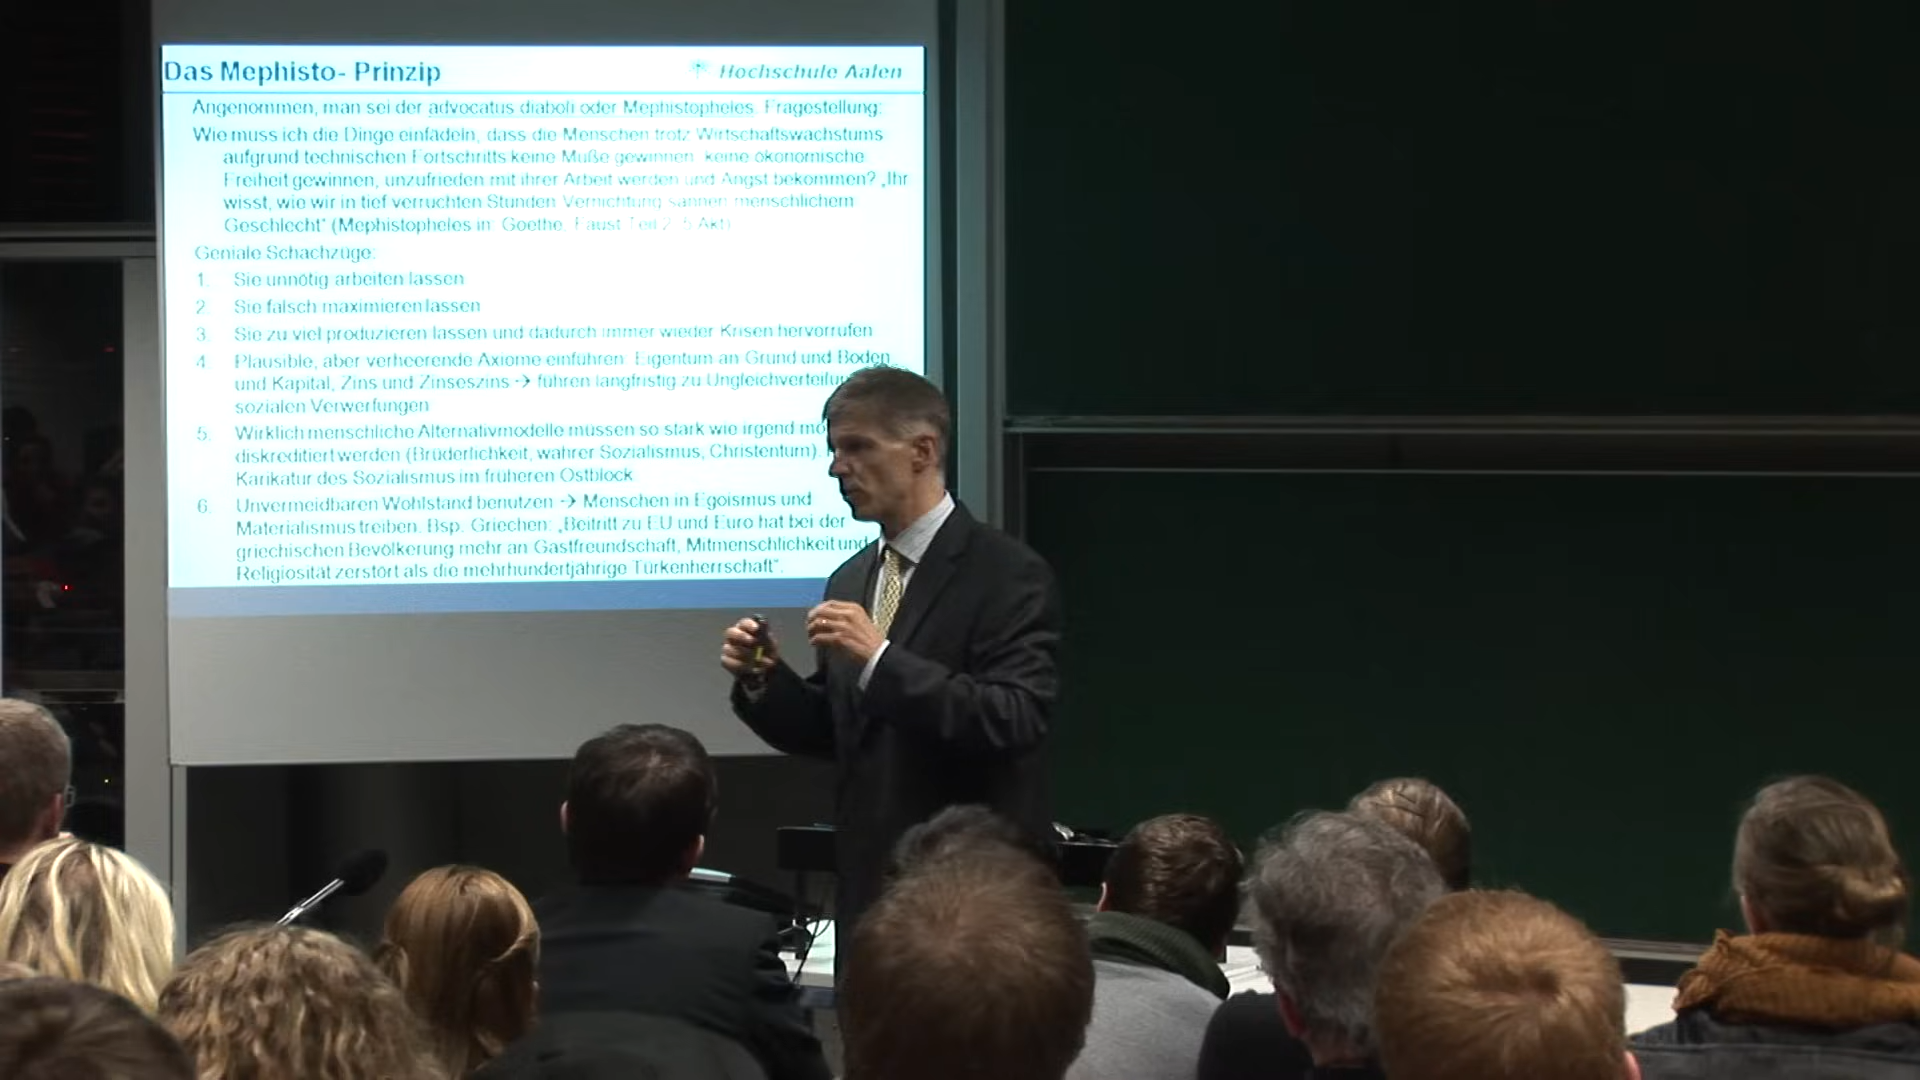 Das Mephisto- Prinzip
Hochschule Aalen
Angenommen, man sei der advocatus diaboli oder Mephistopheles. Fragestellung:
Wie muss ich die Dinge einfädeln, dass die Menschen trotz Wirtschaftswachstums
aufgrund technischen Fortschritts keine Muße gewinnen, keine ökonomische
Freiheit gewinnen, unzufrieden mit ihrer Arbeit werden und Angst bekommen? „Ihr
wisst, wie wir in tief verruchten Stunden Vernichtung sannen menschlichem
Geschlecht“ (Mephistopheles in: Goethe, Faust Teil 2, 5.Akt)
Geniale Schachzüge:
1. Sie unnötig arbeiten lassen
2. Sie falsch maximieren lassen
3. Sie zu viel produzieren lassen und dadurch immer wieder Krisen hervorrufen
4. Plausible, aber verheerende Axiome einführen: Eigentum an Grund und Boden
und Kapital, Zins und Zinseszins → führen langfristig zu
sozialen Verwerfungen
5. Wirklich menschliche Alternativmodelle müssen so stark wie irgend
diskreditiert werden (Brüderlichkeit, wahrer Sozialismus, Christentum).
Karikatur des Sozialismus im früheren Ostblock
6. Unvermeidbaren Wohlstand benutzen → Menschen in Egoismus und
Materialismus treiben. Bsp. Griechen: „Beitritt zu EU und Euro hat bei der
griechischen Bevölkerung mehr an Gastfreundschaft, Mitmenschlichkeit und
Religiosität zerstört als die mehrhundertjährige Türkenherrschaft“.